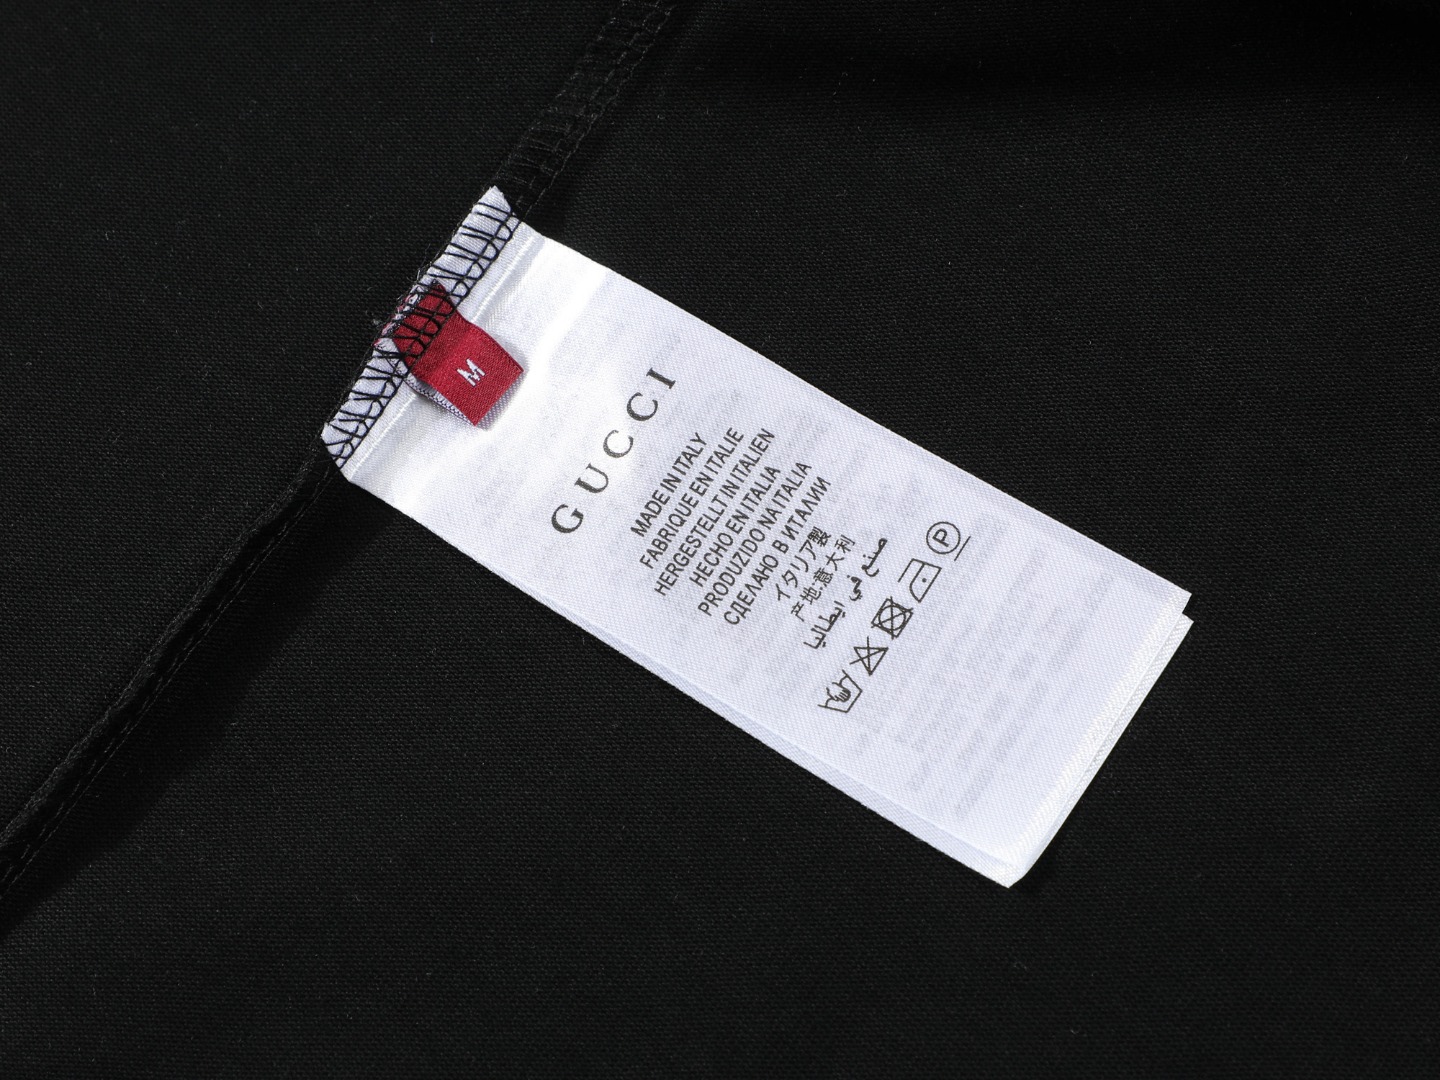 M
GUCCI
MADE IN ITALY
FABRIQUE EN ITALIE
HERGESTELLT IN ITALIEN
HECHO EN ITALIA
PRODUZIDO NA ITALIA
СДЕЛАНО В ИТАЛИИ
イタリア製
产地:意大利
صنع في ايطاليا
P